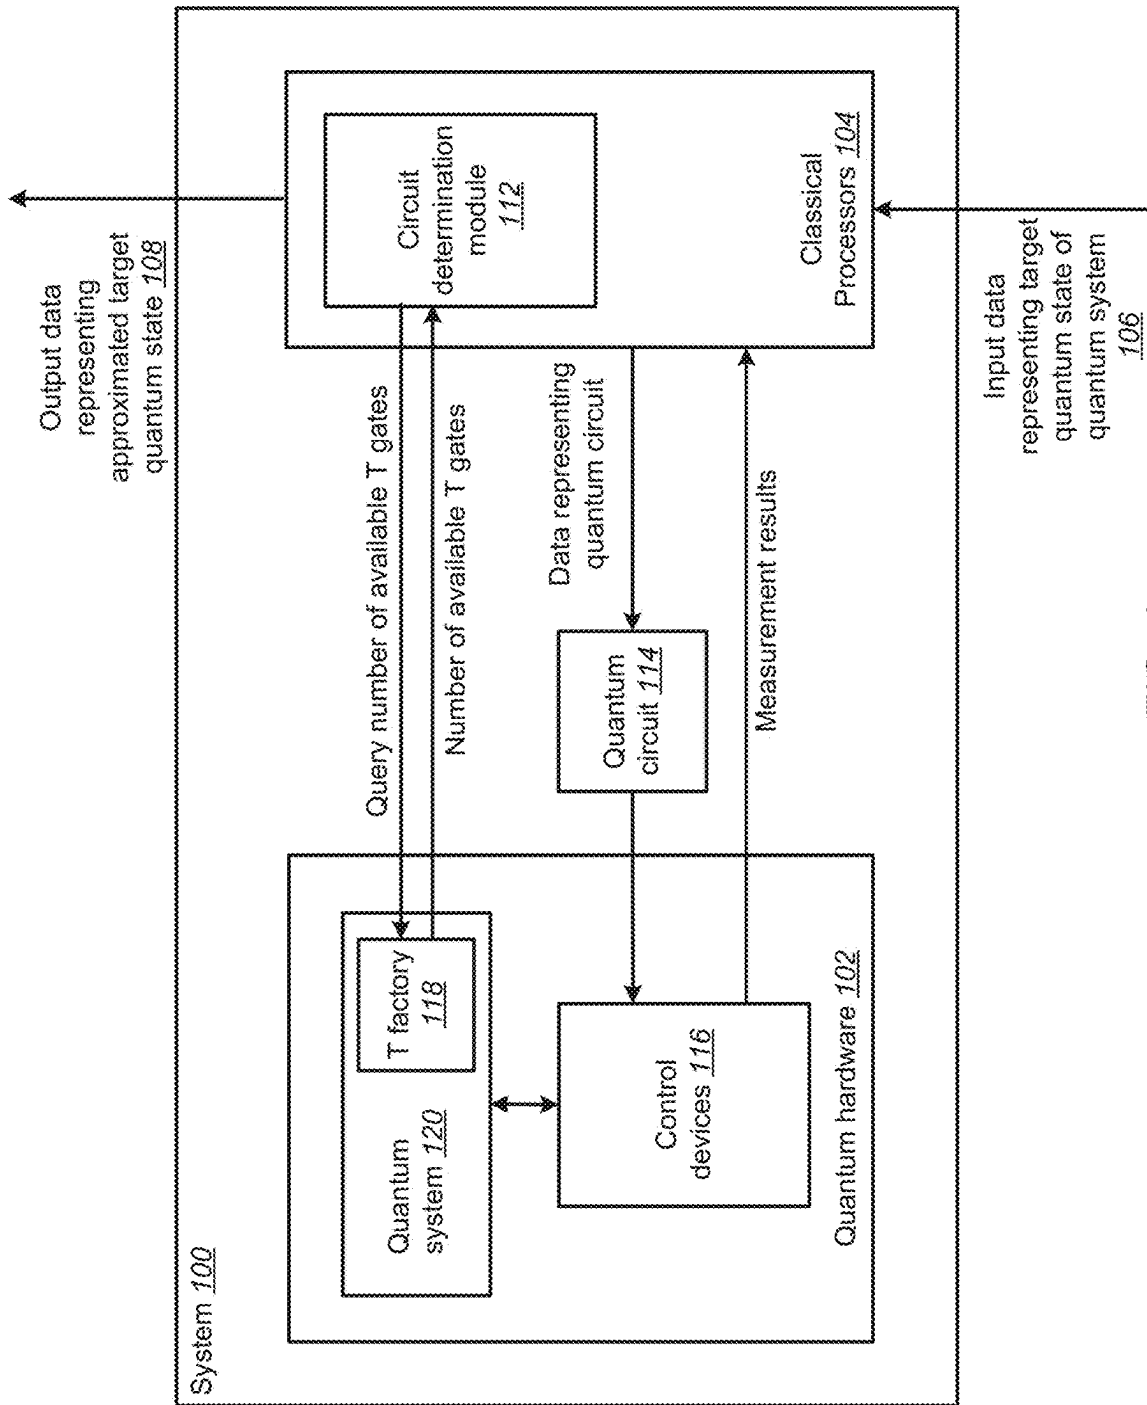 System 100
Quantum
system 120
T factory
118
Control
devices 116
Quantum hardware 102
Query number of available T gates
Number of available T gates
Quantum
circuit 114
Data representing
quantum circuit
Measurement results
Circuit
determination
module
112
Classical
Processors 104
Output data
representing
approximated target
quantum state 108
Input data
representing target
quantum state of
quantum system
106